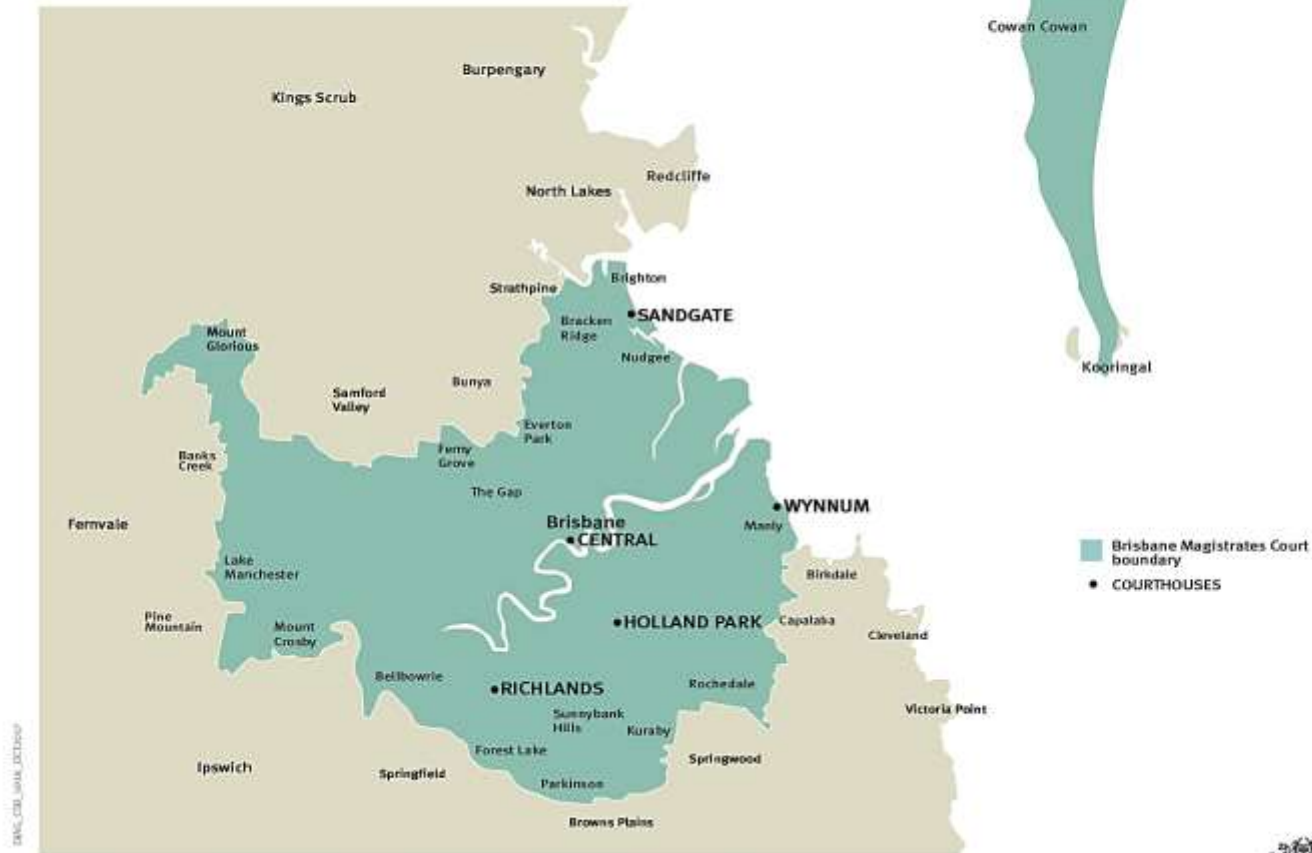 Cowan Cowan
Burpengary
Kings Scrub
Redcliffe
North Lakes
Brighton
Strathpine
SANDGATE
Bracken
Ridge
Mount
Glorious
Nudgee
Kooringal
Bunya
Samford
Valley
Everton
Park
Ferny
Grove
Banks
Creek
The Gap
WYNNUM
Fernvale
Brisbane
CENTRAL
Manly
Brisbane Magistrates Court
boundary
COURTHOUSES
Lake
Manchester
Birkdale
Pine
Mountain
Mount
Crosby
HOLLAND PARK
Capalaba
Cleveland
Bellbowrie
RICHLANDS
Rochedale
Victoria Point
Sunnybank
Hills
Kuraby
Forest Lake
Springwood
Ipswich
Springfield
Parkinson
Browns Plains